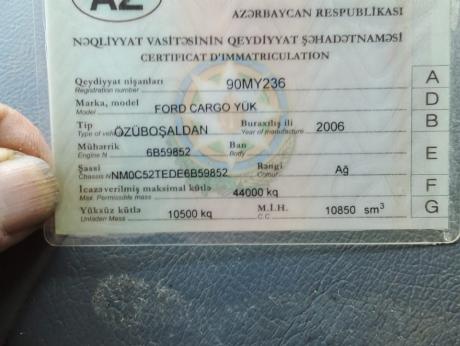 AZ
AZƏRBAYCAN RESPUBLİKASI
NƏQLİYYAT VASİTƏSİNİN QEYDİYYAT ŞƏHADƏTNAMƏSİ
CERTIFICAT D'IMMATRICULATION
Qeydiyyat nişanları 90MY236 A
Registration number
Marka, model FORD CARGO YÜK D
Model
Tip ÖZÜBOŞALDAN Buraxılış ili 2006 B
Type of vehicle Year of manufacture
Mühərrik 6B59852 Ban E
Engine N Body
Şassi NM0C52TEDE6B59852 Rəngi Ağ
Chassis N Colour
İcazəverilmiş maksimal kütlə 44000 kq F
Max. Permissible mass
Yüksüz kütlə 10500 kq M.İ.H. 10850 sm³ G
Unladen Mass C.C.